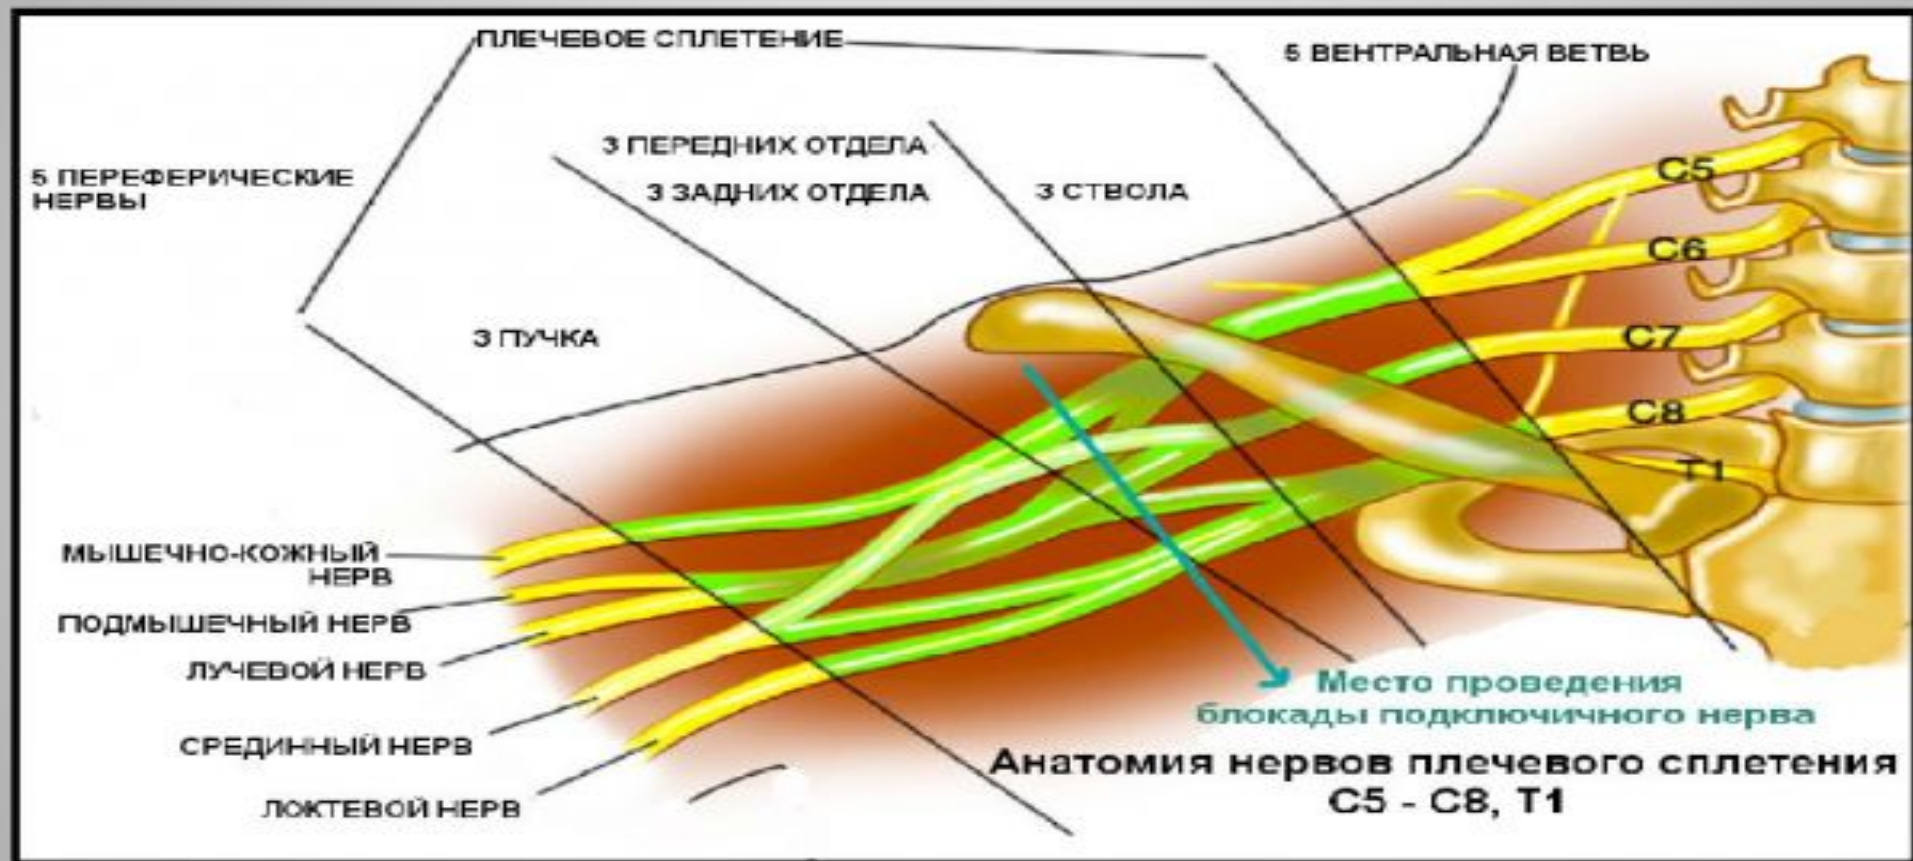 ПЛЕЧЕВОЕ СПЛЕТЕНИЕ
5 ВЕНТРАЛЬНАЯ ВЕТВЬ
3 ПЕРЕДНИХ ОТДЕЛА
3 ЗАДНИХ ОТДЕЛА
3 СТВОЛА
5 ПЕРЕФЕРИЧЕСКИЕ
НЕРВЫ
3 ПУЧКА
C5
C6
C7
C8
T1
МЫШЕЧНО-КОЖНЫЙ
НЕРВ
ПОДМЫШЕЧНЫЙ НЕРВ
ЛУЧЕВОЙ НЕРВ
СРЕДИННЫЙ НЕРВ
ЛОКТЕВОЙ НЕРВ
Место проведения
блокады подключичного нерва
Анатомия нервов плечевого сплетения
C5 - C8, T1